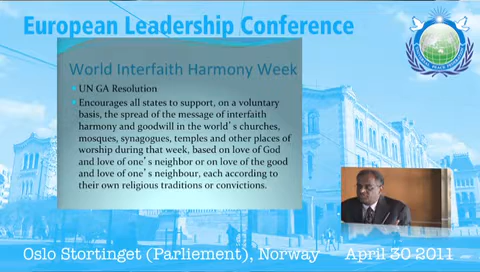 European Leadership Conference
World Interfaith Harmony Week
UN GA Resolution
Encourages all states to support, on a voluntary
basis, the spread of the message of interfaith
harmony and goodwill in the world's churches,
mosques, synagogues, temples and other places of
worship during that week, based on love of God
and love of one's neighbor or on love of the good
and love of one's neighbour, each according to
their own religious traditions or convictions.
Oslo Stortinget (Parliement), Norway April 30 2011